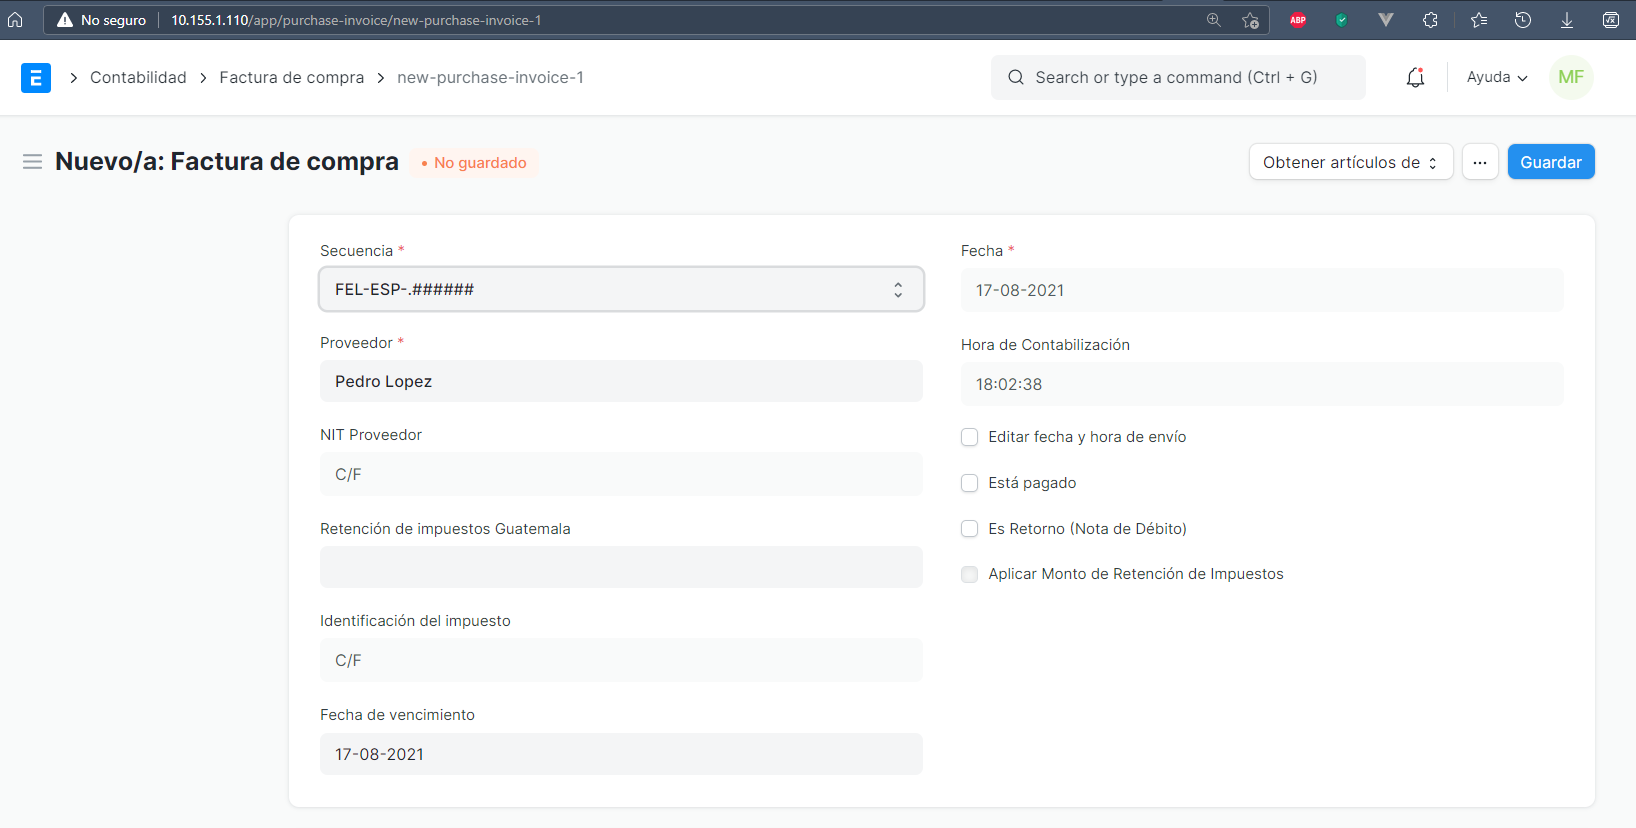 No seguro 10.155.1.110/app/purchase-invoice/new-purchase-invoice-1 ABP
E Contabilidad Factura de compra new-purchase-invoice-1 Search or type a command (Ctrl + G) Ayuda MF
Nuevo/a: Factura de compra • No guardado Obtener artículos de ... Guardar
Secuencia *
FEL-ESP-.######
Proveedor *
Pedro Lopez
NIT Proveedor
C/F
Retención de impuestos Guatemala
Identificación del impuesto
C/F
Fecha de vencimiento
17-08-2021
Fecha *
17-08-2021
Hora de Contabilización
18:02:38
Editar fecha y hora de envío
Está pagado
Es Retorno (Nota de Débito)
Aplicar Monto de Retención de Impuestos